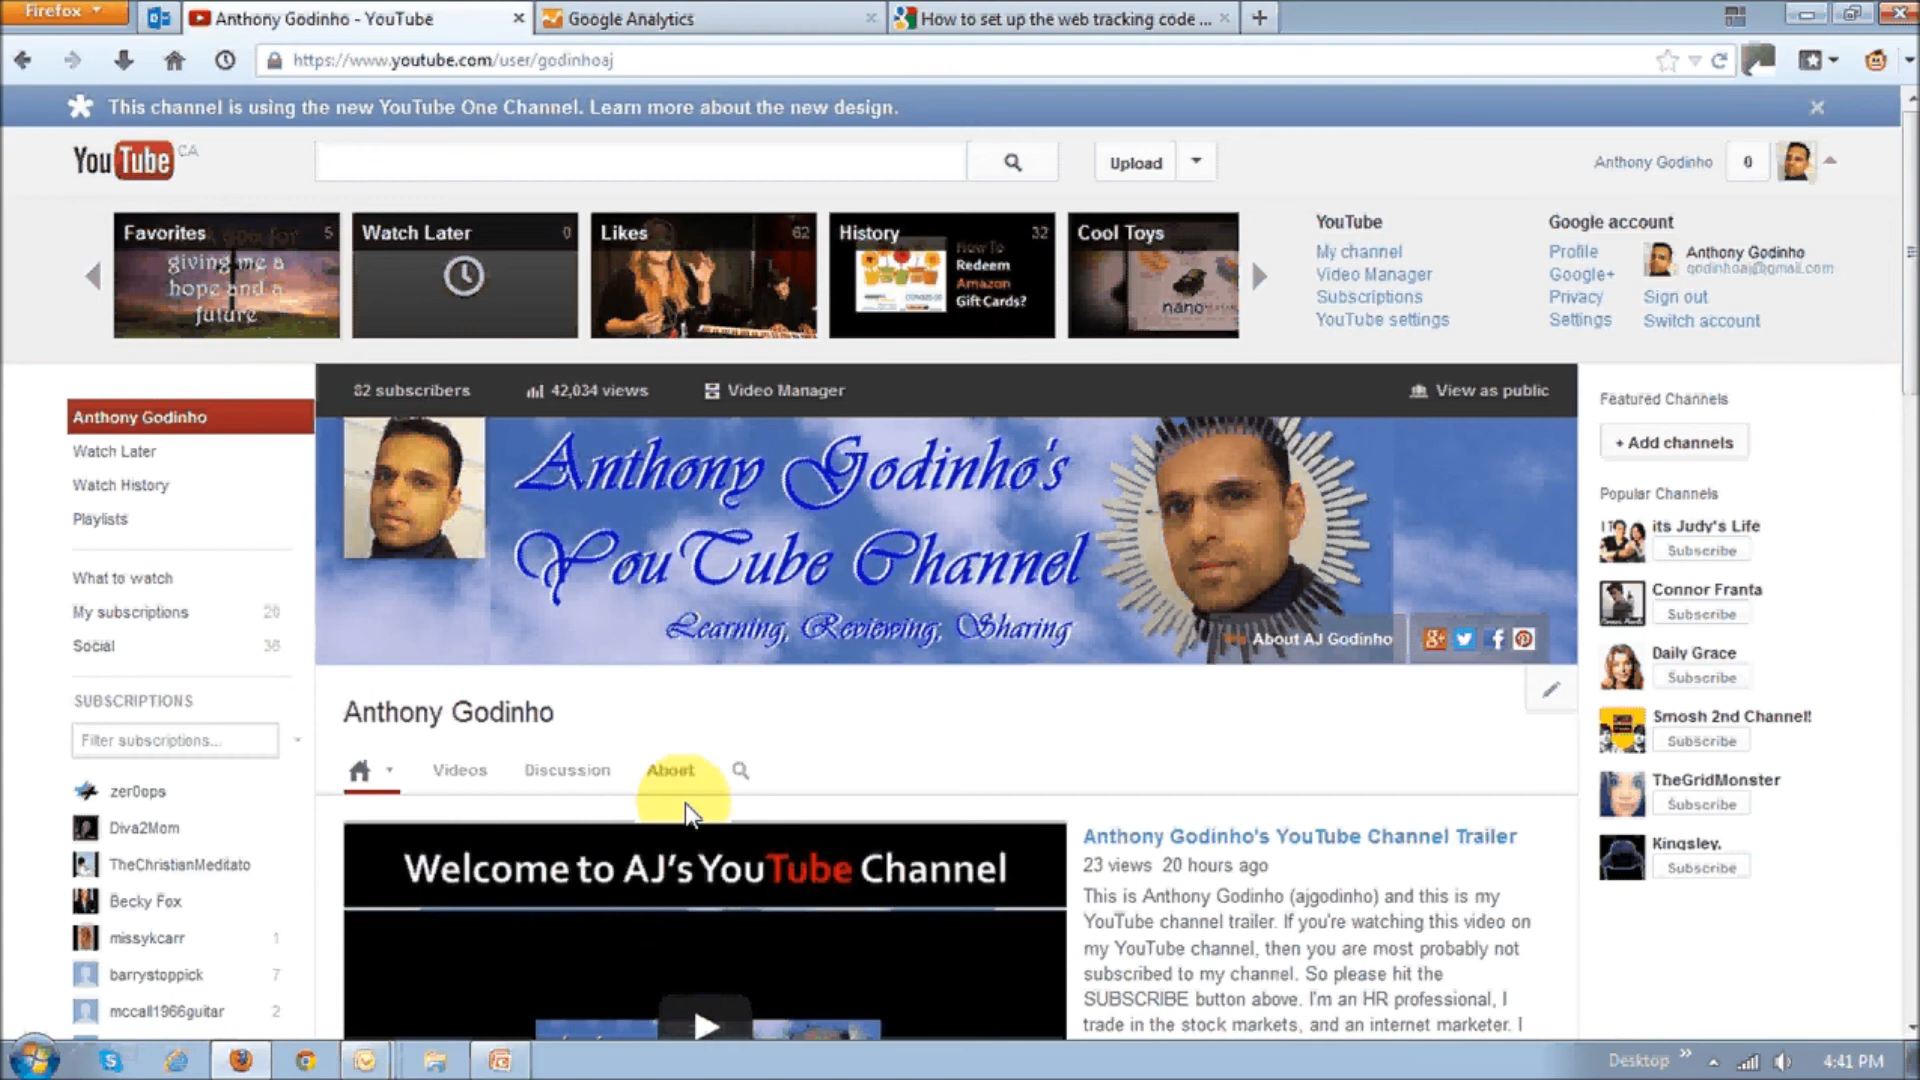 Firefox
Anthony Godinho - YouTube
Google Analytics
How to set up the web tracking code ...
https://www.youtube.com/user/godinhoaj
This channel is using the new YouTube One Channel. Learn more about the new design.
YouTube CA
Upload
Anthony Godinho
0
Favorites 5
giving me a
hope and a
future
Watch Later 0
Likes 62
History 32
How To
Redeem
Amazon
Gift Cards?
Cool Toys
nano
YouTube
My channel
Video Manager
Subscriptions
YouTube settings
Google account
Profile
Google+
Privacy
Settings
Anthony Godinho
godinhoaj@gmail.com
Sign out
Switch account
82 subscribers
42,034 views
Video Manager
View as public
Anthony Godinho
Watch Later
Watch History
Playlists
What to watch
My subscriptions 20
Social 36
SUBSCRIPTIONS
Filter subscriptions...
zer0ops
Diva2Mom
TheChristianMeditato
Becky Fox
missykcarr 1
barrystoppick 7
mccall1966guitar 2
Anthony Godinho's
YouTube Channel
Learning, Reviewing, Sharing
About AJ Godinho
Anthony Godinho
Videos
Discussion
About
Welcome to AJ's YouTube Channel
Anthony Godinho's YouTube Channel Trailer
23 views 20 hours ago
This is Anthony Godinho (ajgodinho) and this is my
YouTube channel trailer. If you're watching this video on
my YouTube channel, then you are most probably not
subscribed to my channel. So please hit the
SUBSCRIBE button above. I'm an HR professional, I
trade in the stock markets, and an internet marketer. I
Featured Channels
+ Add channels
Popular Channels
its Judy's Life
Subscribe
Connor Franta
Subscribe
Daily Grace
Subscribe
Smosh 2nd Channel!
Subscribe
TheGridMonster
Subscribe
Kingsley.
Subscribe
Desktop
4:41 PM